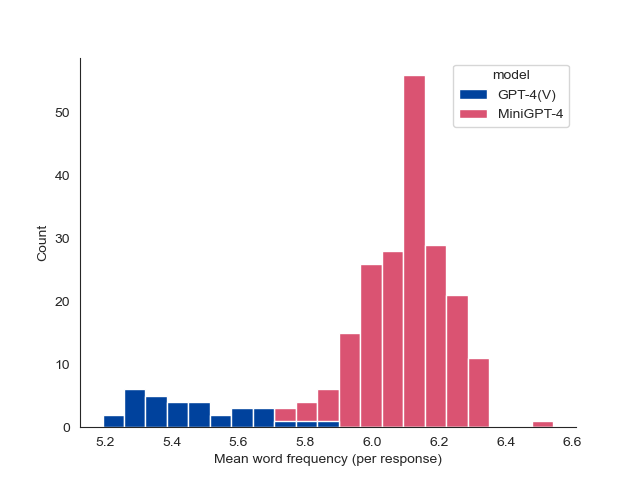 model
GPT-4(V)
MiniGPT-4
Count
50
40
30
20
10
0
5.2 5.4 5.6 5.8 6.0 6.2 6.4 6.6
Mean word frequency (per response)